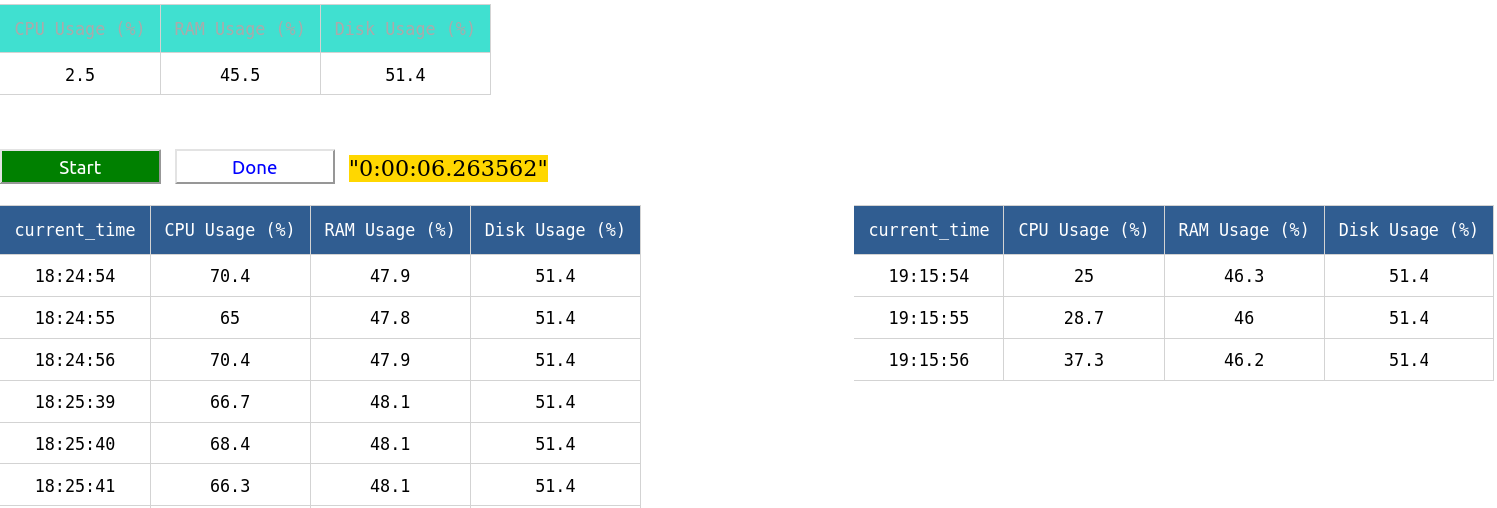 CPU Usage (%) RAM Usage (%) Disk Usage (%)
2.5 45.5 51.4
Start Done "0:00:06.263562"
current_time CPU Usage (%) RAM Usage (%) Disk Usage (%)
18:24:54 70.4 47.9 51.4
18:24:55 65 47.8 51.4
18:24:56 70.4 47.9 51.4
18:25:39 66.7 48.1 51.4
18:25:40 68.4 48.1 51.4
18:25:41 66.3 48.1 51.4
current_time CPU Usage (%) RAM Usage (%) Disk Usage (%)
19:15:54 25 46.3 51.4
19:15:55 28.7 46 51.4
19:15:56 37.3 46.2 51.4